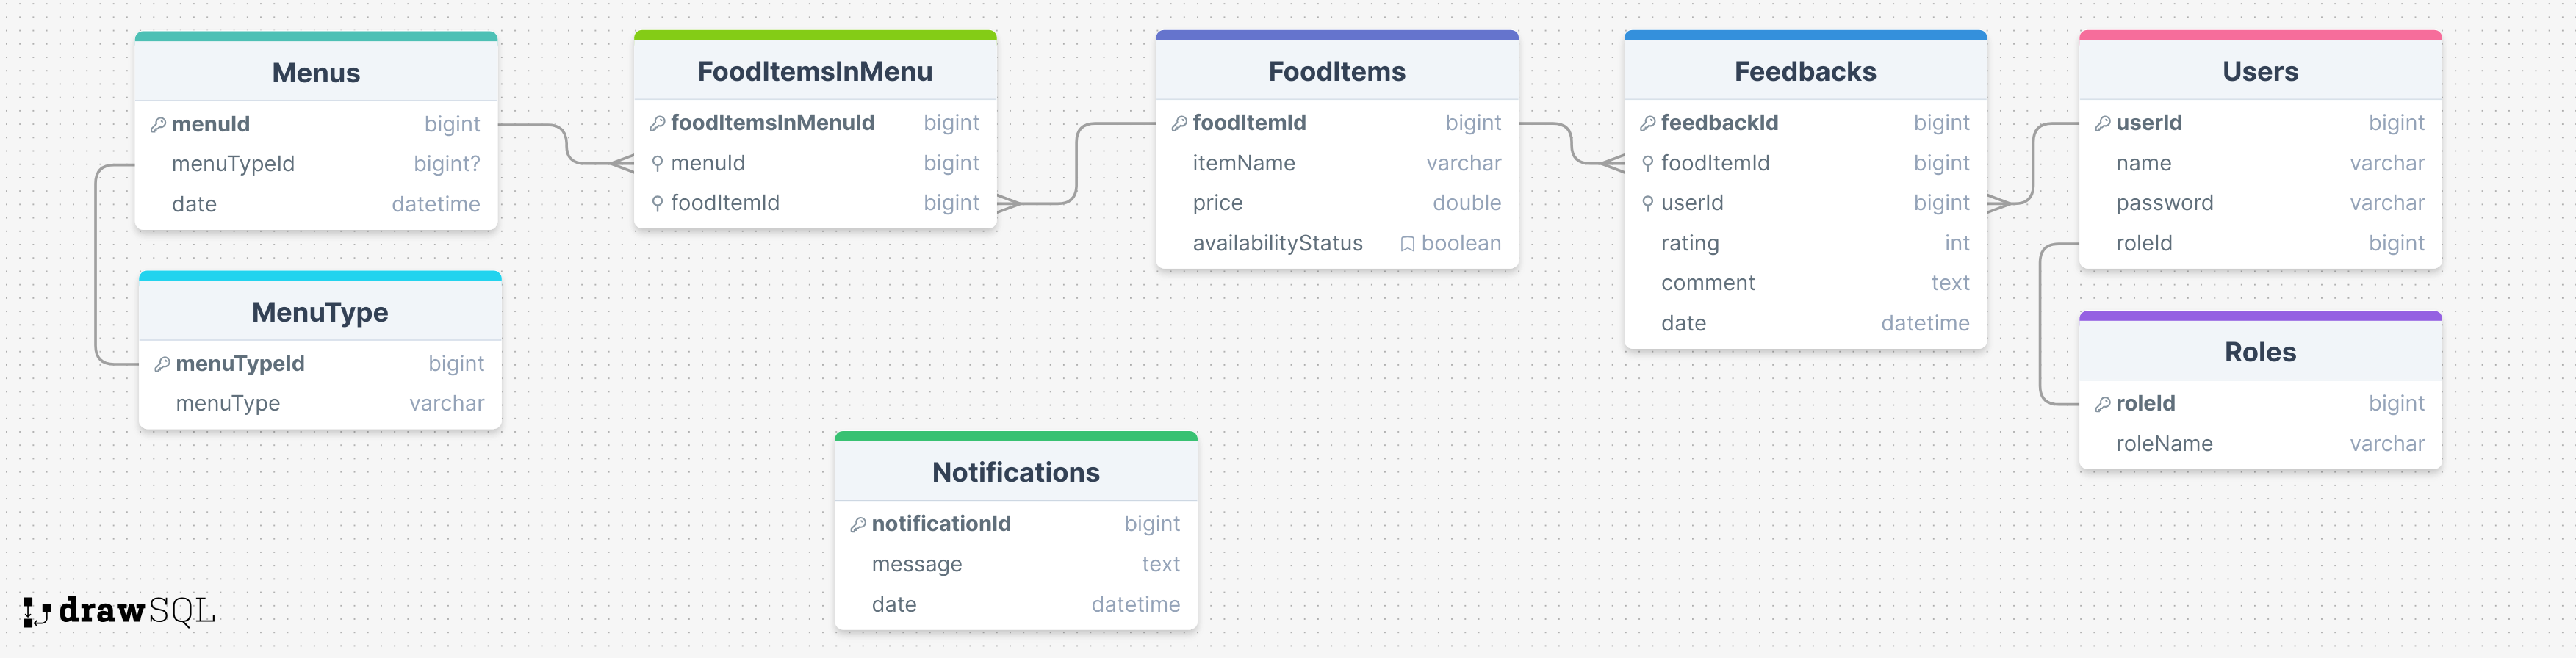 Menus
menuId bigint
menuTypeId bigint?
date datetime
MenuType
menuTypeId bigint
menuType varchar
FoodItemsInMenu
foodItemsInMenuId bigint
menuId bigint
foodItemId bigint
FoodItems
foodItemId bigint
itemName varchar
price double
availabilityStatus boolean
Feedbacks
feedbackId bigint
foodItemId bigint
userId bigint
rating int
comment text
date datetime
Users
userId bigint
name varchar
password varchar
roleId bigint
Roles
roleId bigint
roleName varchar
Notifications
notificationId bigint
message text
date datetime
drawSQL